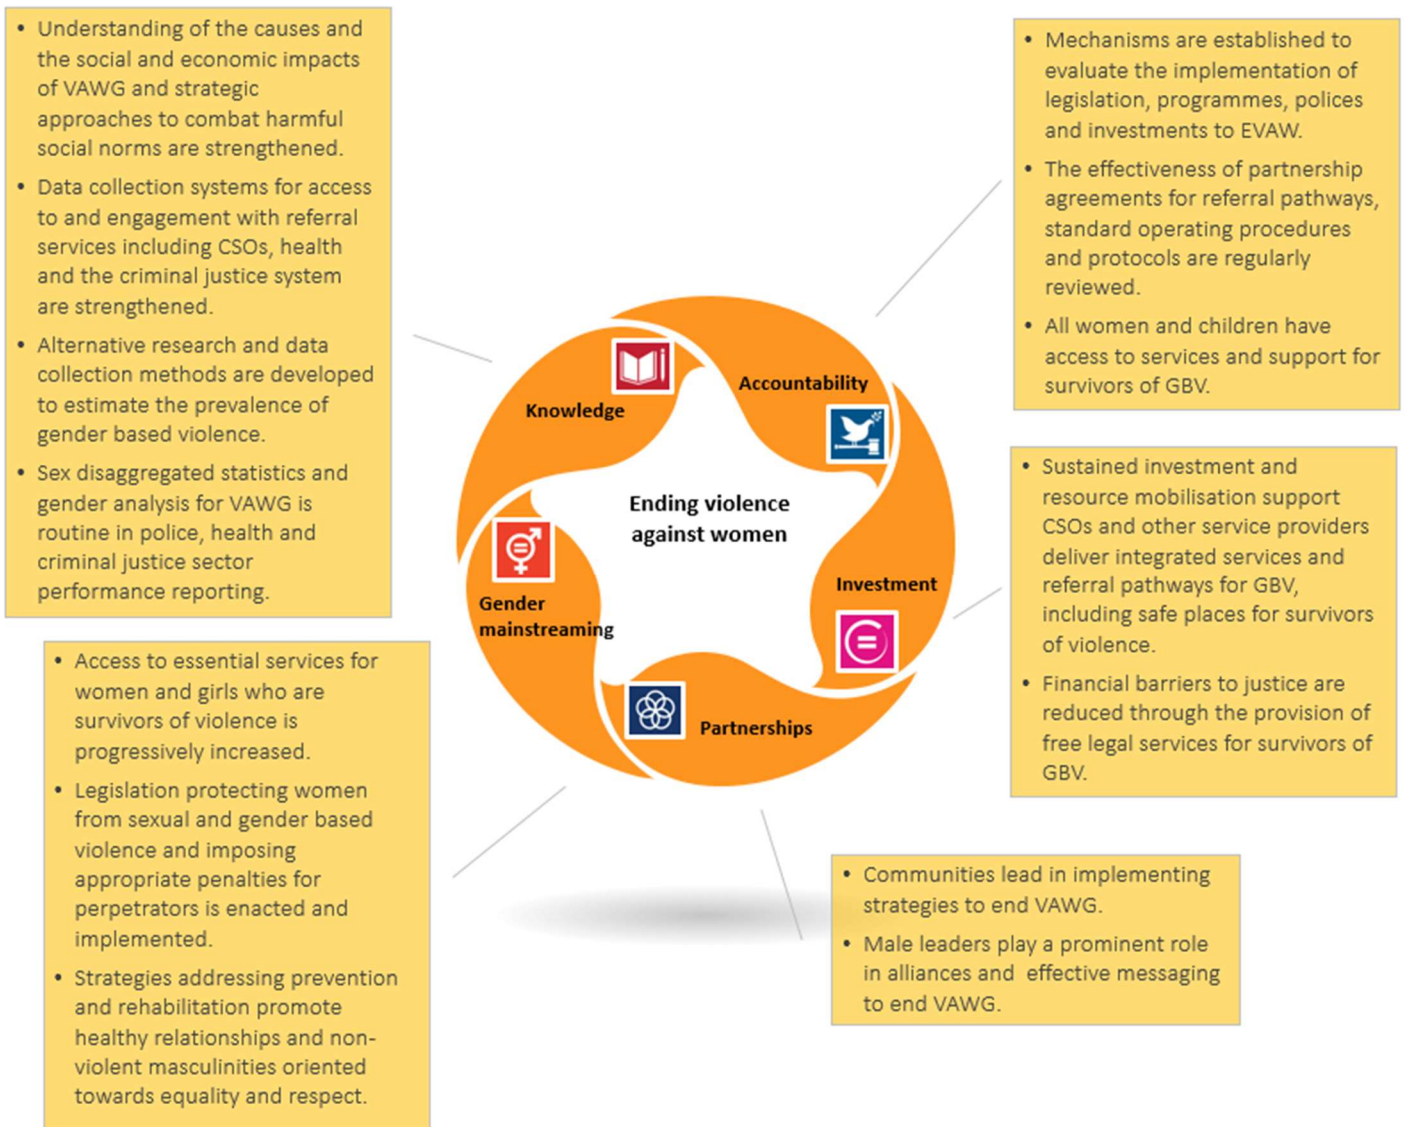 • Understanding of the causes and
the social and economic impacts
of VAWG and strategic
approaches to combat harmful
social norms are strengthened.
• Data collection systems for access
to and engagement with referral
services including CSOs, health
and the criminal justice system
are strengthened.
• Alternative research and data
collection methods are developed
to estimate the prevalence of
gender based violence.
• Sex disaggregated statistics and
gender analysis for VAWG is
routine in police, health and
criminal justice sector
performance reporting.
• Mechanisms are established to
evaluate the implementation of
legislation, programmes, polices
and investments to EVAW.
• The effectiveness of partnership
agreements for referral pathways,
standard operating procedures
and protocols are regularly
reviewed.
• All women and children have
access to services and support for
survivors of GBV.
Knowledge
Accountability
Ending violence
against women
Gender
mainstreaming
Investment
Partnerships
• Sustained investment and
resource mobilisation support
CSOs and other service providers
deliver integrated services and
referral pathways for GBV,
including safe places for survivors
of violence.
• Financial barriers to justice are
reduced through the provision of
free legal services for survivors of
GBV.
• Access to essential services for
women and girls who are
survivors of violence is
progressively increased.
• Legislation protecting women
from sexual and gender based
violence and imposing
appropriate penalties for
perpetrators is enacted and
implemented.
• Strategies addressing prevention
and rehabilitation promote
healthy relationships and non-
violent masculinities oriented
towards equality and respect.
• Communities lead in implementing
strategies to end VAWG.
• Male leaders play a prominent role
in alliances and effective messaging
to end VAWG.